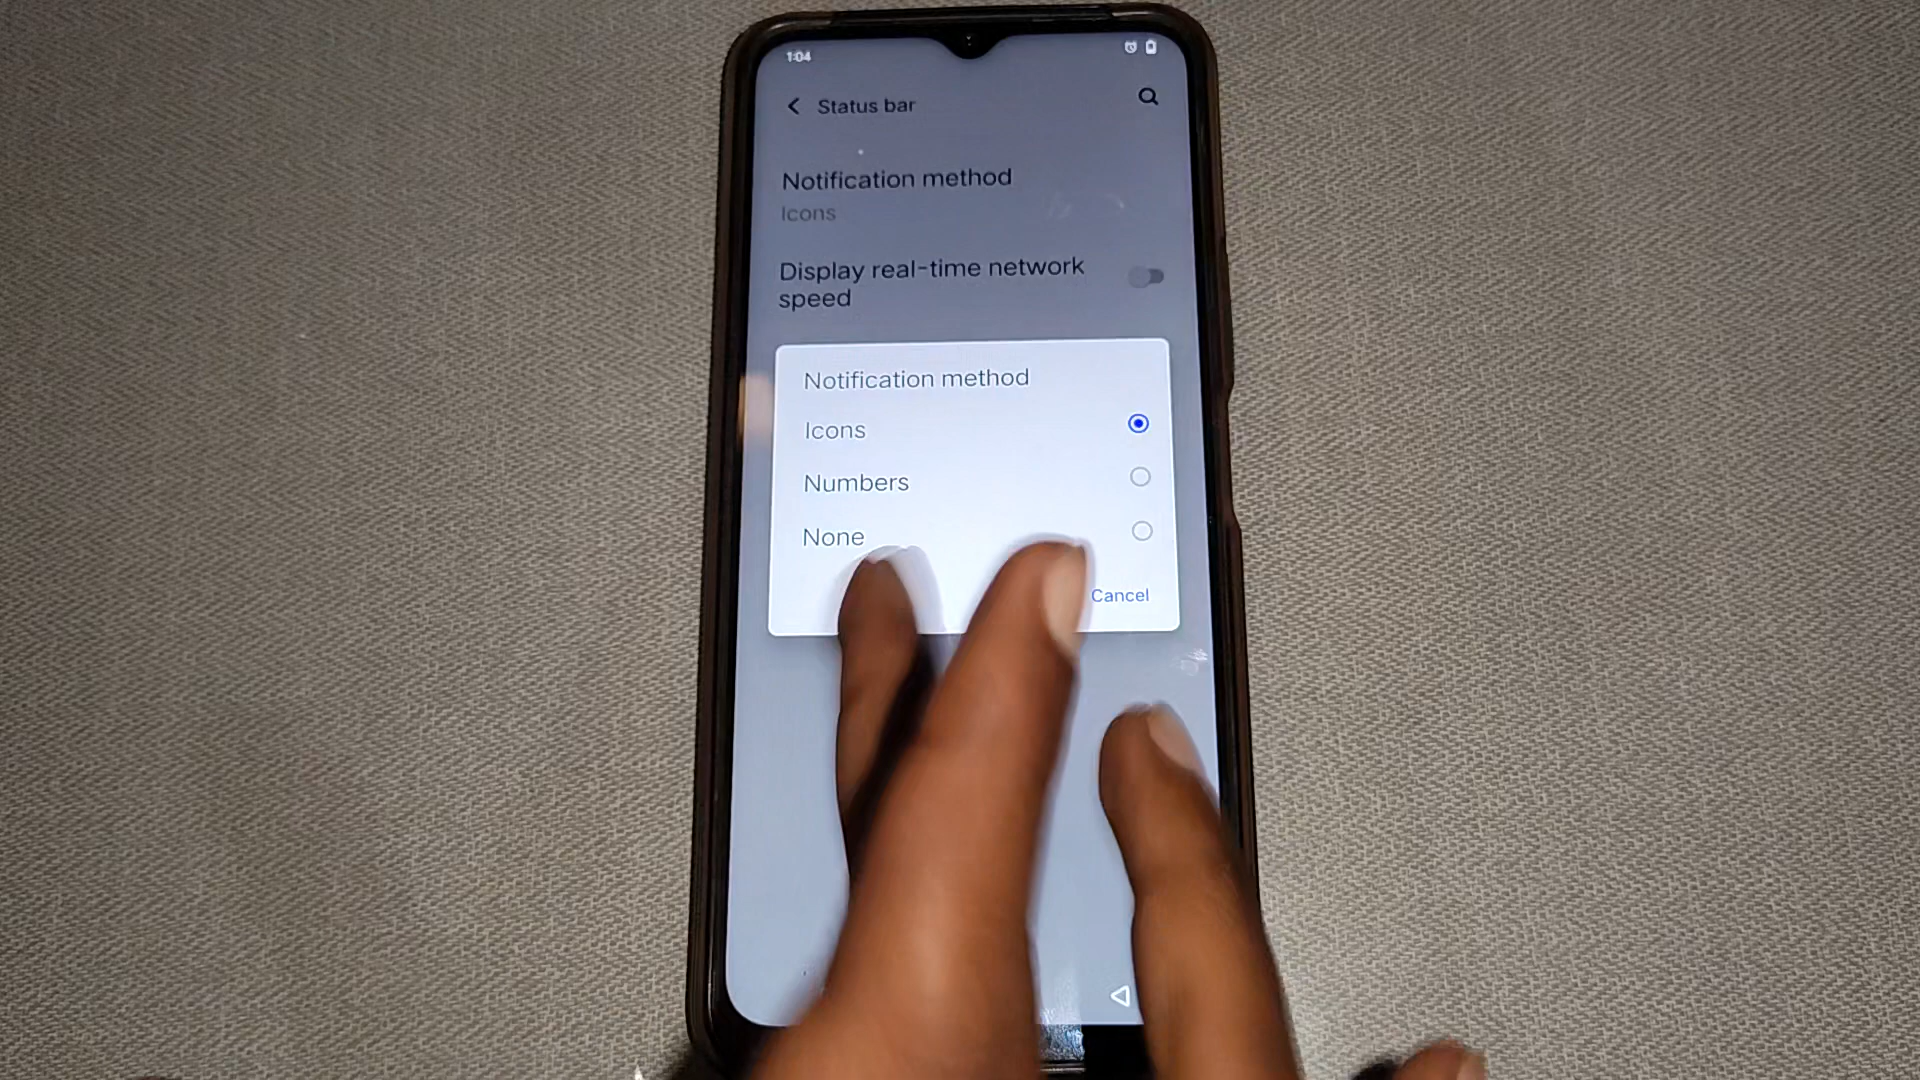 1:04
Status bar
Notification method
Icons
Display real-time network
speed
Notification method
Icons
Numbers
None
Cancel